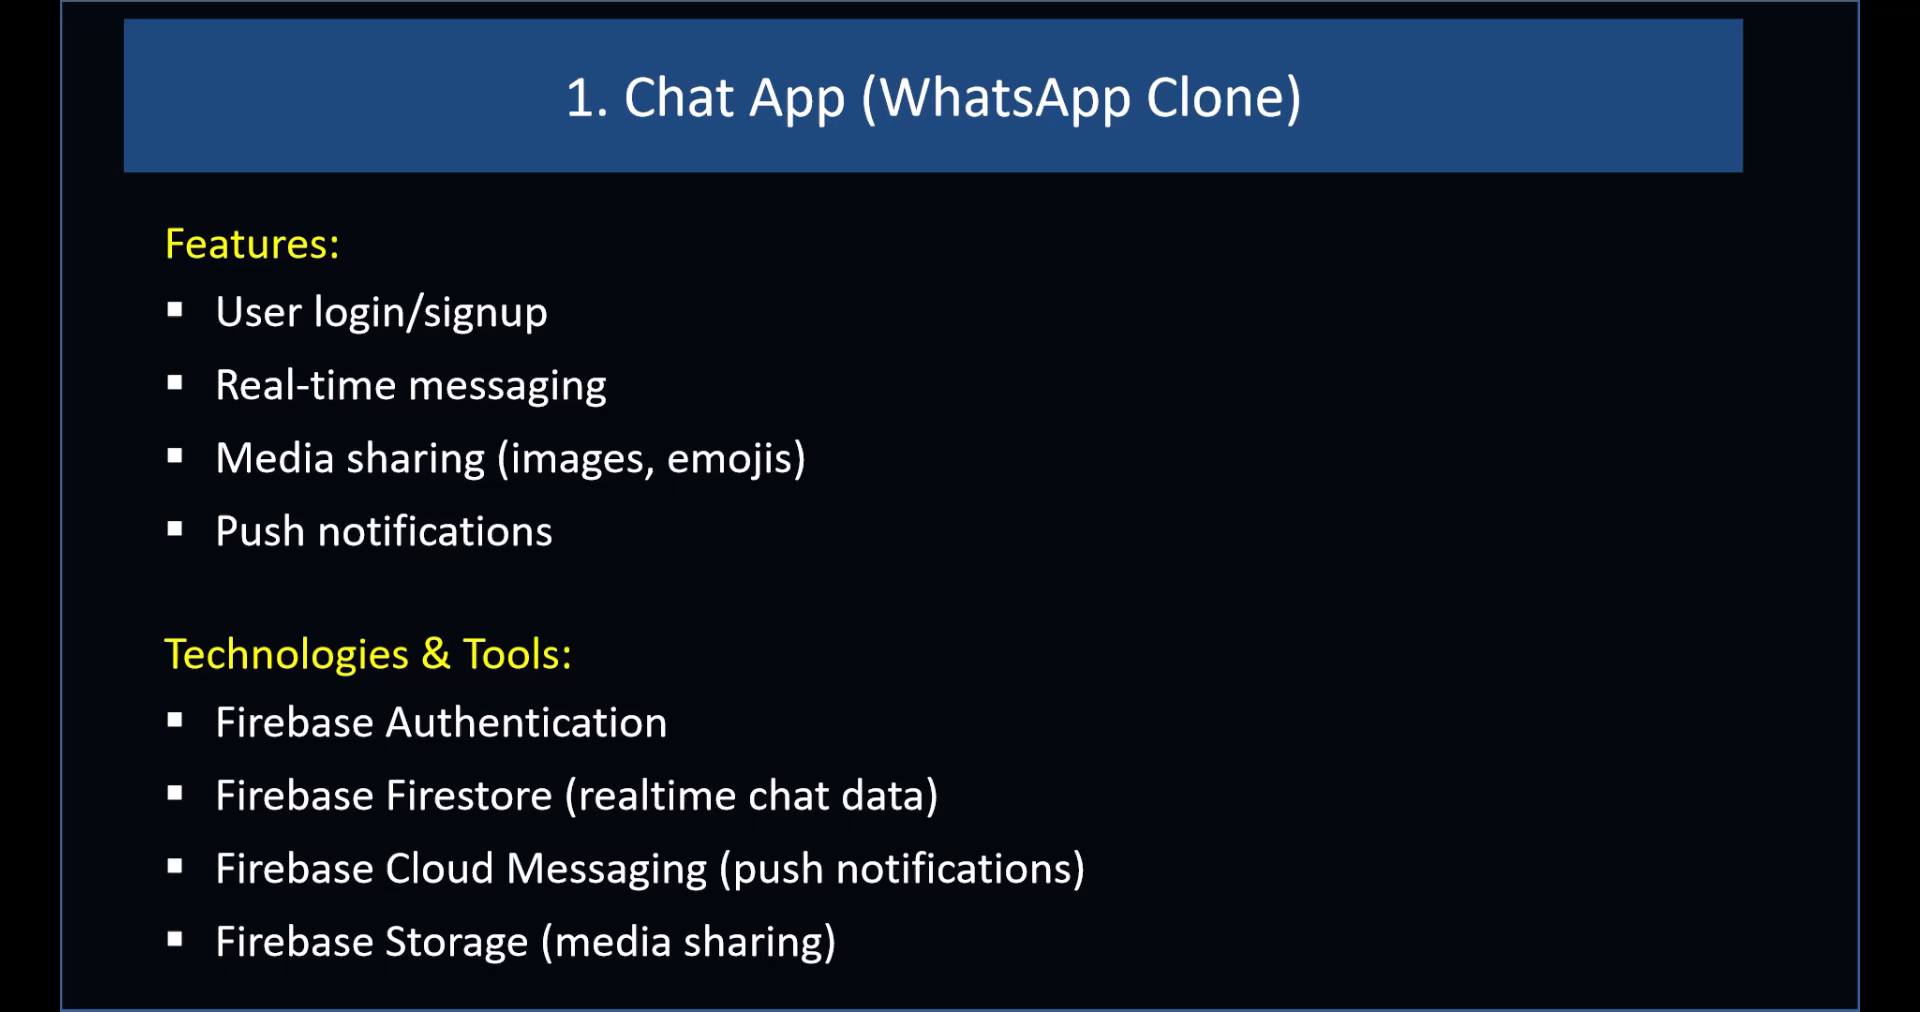 1. Chat App (WhatsApp Clone)
Features:
▪ User login/signup
▪ Real-time messaging
▪ Media sharing (images, emojis)
▪ Push notifications
Technologies & Tools:
▪ Firebase Authentication
▪ Firebase Firestore (realtime chat data)
▪ Firebase Cloud Messaging (push notifications)
▪ Firebase Storage (media sharing)